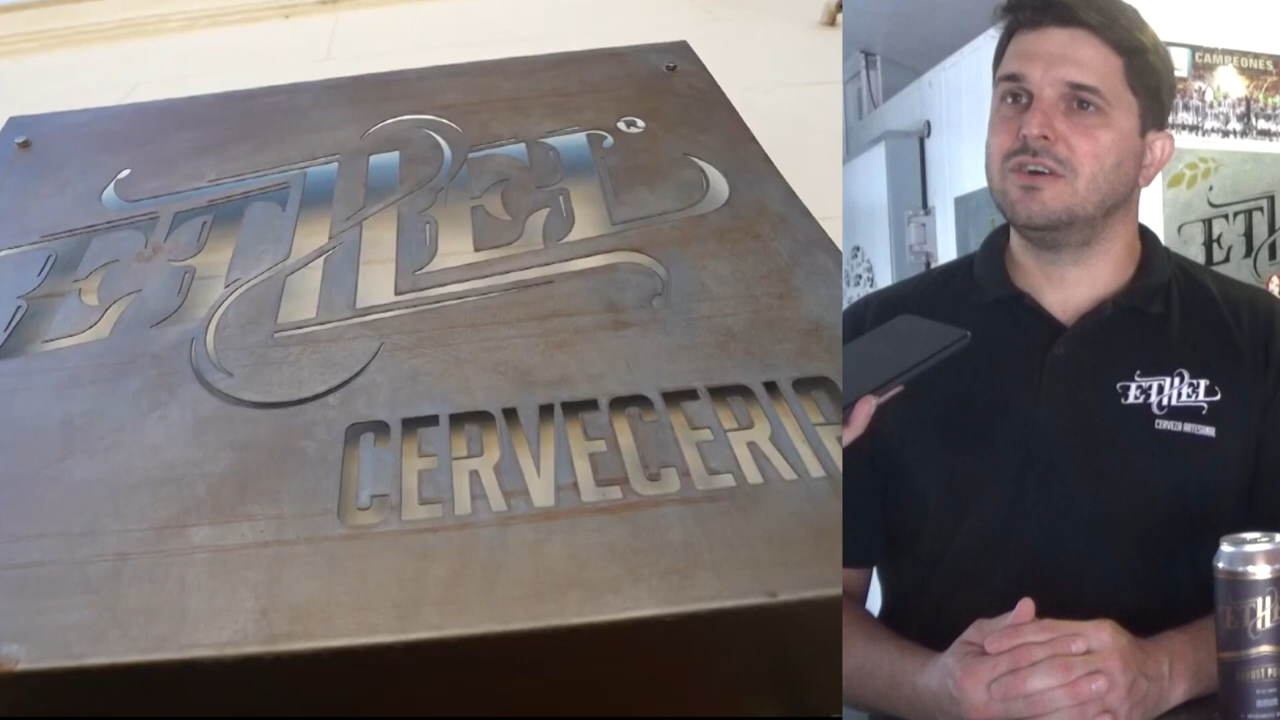 ETHEL®
CERVECERIA
CAMPEONES
ETHEL
CERVEZA ARTESANAL